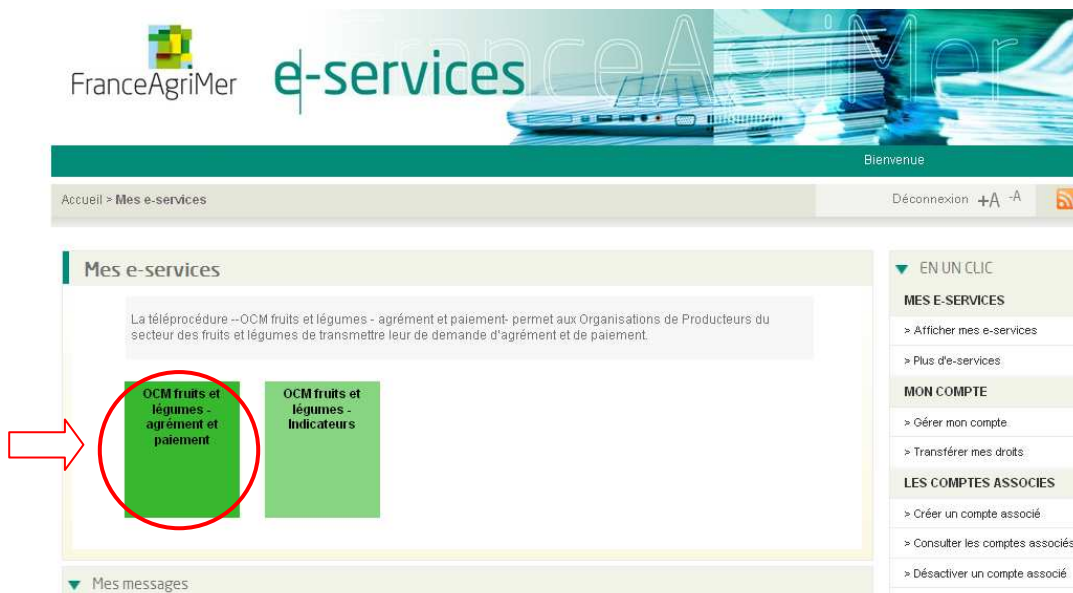 FranceAgriMer
e-services
FranceAgriMer
Bienvenue
Accueil > Mes e-services
Déconnexion +A -A
Mes e-services
La téléprocédure --OCM fruits et légumes - agrément et paiement- permet aux Organisations de Producteurs du
secteur des fruits et légumes de transmettre leur de demande d'agrément et de paiement.
OCM fruits et
légumes -
agrément et
paiement
OCM fruits et
légumes -
Indicateurs
Mes messages
EN UN CLIC
MES E-SERVICES
> Afficher mes e-services
> Plus d'e-services
MON COMPTE
> Gérer mon compte
> Transférer mes droits
LES COMPTES ASSOCIES
> Créer un compte associé
> Consulter les comptes associés
> Désactiver un compte associé